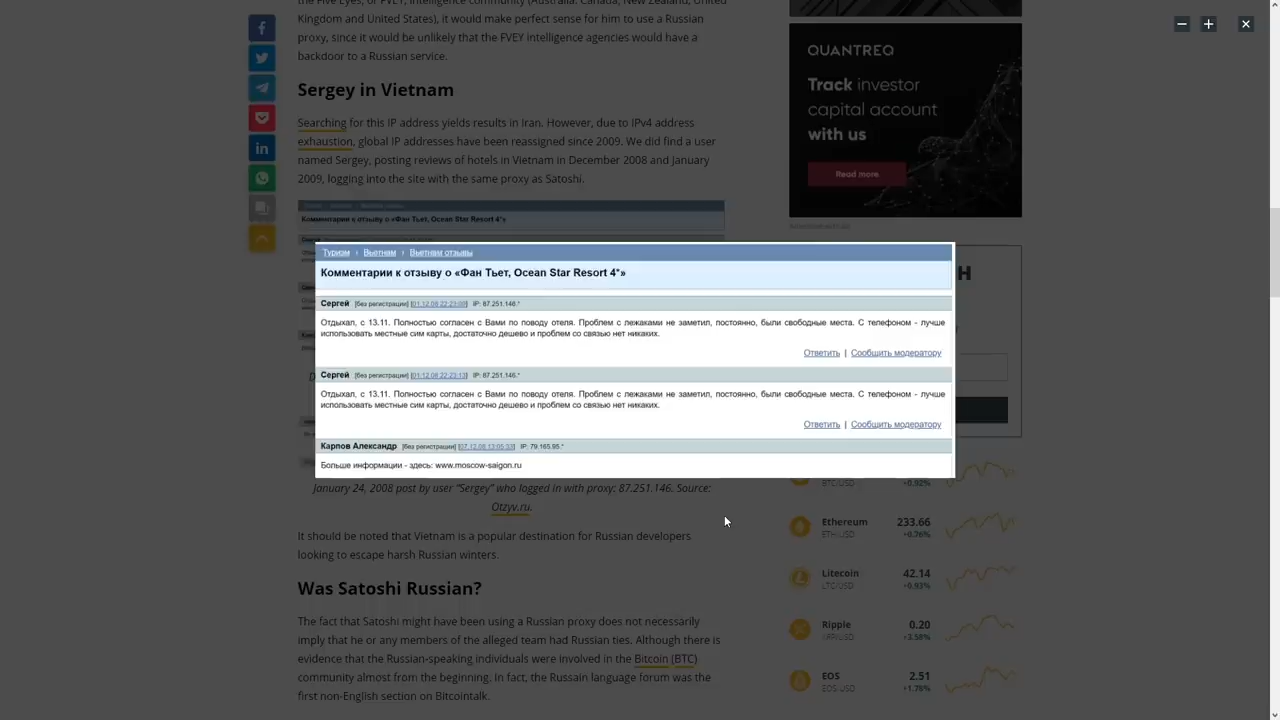 the Five Eyes, or FVEY, intelligence community (Australia, Canada, New Zealand, United
Kingdom and United States), it would make perfect sense for him to use a Russian
proxy, since it would be unlikely that the FVEY intelligence agencies would have a
backdoor to a Russian service.
Sergey in Vietnam
Searching for this IP address yields results in Iran. However, due to IPv4 address
exhaustion, global IP addresses have been reassigned since 2009. We did find a user
named Sergey, posting reviews of hotels in Vietnam in December 2008 and January
2009, logging into the site with the same proxy as Satoshi.
Комментарии к отзыву о «Фан Тьет, Ocean Star Resort 4*»
Туризм › Вьетнам › Вьетнам отзывы
Комментарии к отзыву о «Фан Тьет, Ocean Star Resort 4*»
Сергей [без регистрации] [01.12.08 22:23:09] IP: 87.251.146.*
Отдыхал, с 13.11. Полностью согласен с Вами по поводу отеля. Проблем с лежаками не заметил, постоянно, были свободные места. С телефоном - лучше
использовать местные сим карты, достаточно дешево и проблем со связью нет никаких.
Ответить | Сообщить модератору
Сергей [без регистрации] [01.12.08 22:23:13] IP: 87.251.146.*
Отдыхал, с 13.11. Полностью согласен с Вами по поводу отеля. Проблем с лежаками не заметил, постоянно, были свободные места. С телефоном - лучше
использовать местные сим карты, достаточно дешево и проблем со связью нет никаких.
Ответить | Сообщить модератору
Карпов Александр [без регистрации] [07.12.08 13:05:33] IP: 79.165.95.*
Больше информации - здесь: www.moscow-saigon.ru
January 24, 2008 post by user "Sergey" who logged in with proxy: 87.251.146. Source:
Otzyv.ru.
It should be noted that Vietnam is a popular destination for Russian developers
looking to escape harsh Russian winters.
Was Satoshi Russian?
The fact that Satoshi might have been using a Russian proxy does not necessarily
imply that he or any members of the alleged team had Russian ties. Although there is
evidence that the Russian-speaking individuals were involved in the Bitcoin (BTC)
community almost from the beginning. In fact, the Russain language forum was the
first non-English section on Bitcointalk.
QUANTREQ
Track investor
capital account
with us
Read more
H
BTC/USD +0.92%
Ethereum 233.66
ETH/USD +0.76%
Litecoin 42.14
LTC/USD +0.93%
Ripple 0.20
XRP/USD +3.58%
EOS 2.51
EOS/USD +1.78%